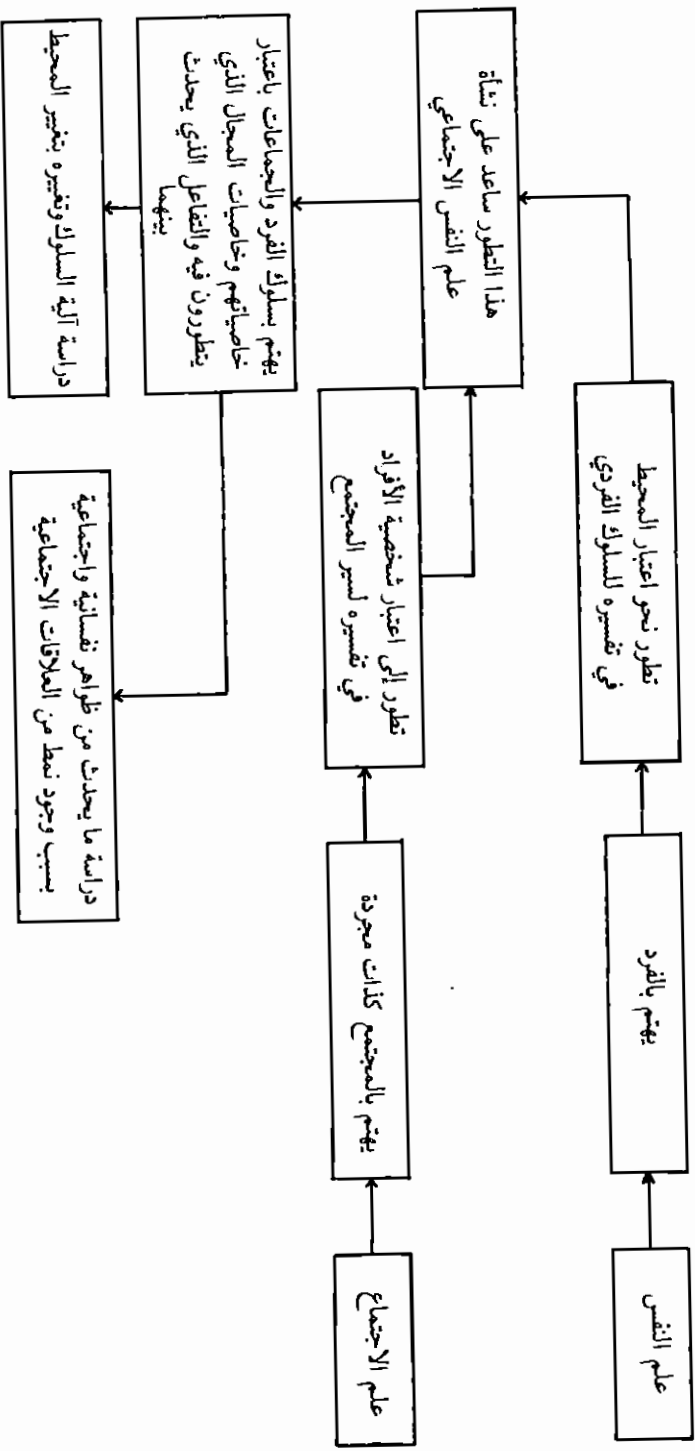 علم النفس
يهتم بالفرد
تطور نحو اعتبار المحيط
في تفسيره للسلوك الفردي
علم الاجتماع
يهتم بالمجتمع كذات مجردة
تطور إلى اعتبار شخصية الأفراد
في تفسيره لسير المجتمع
هذا التطور ساعد على نشأة
علم النفس الاجتماعي
يهتم بسلوك الفرد والجماعات باعتبار
خاصياتهم وخاصيات المجال الذي
يتطورون فيه والتفاعل الذي يحدث
بينهما
دراسة آلية السلوك وتغييره بتغيير المحيط
دراسة ما يحدث من ظواهر نفسانية واجتماعية
بسبب وجود نمط من العلاقات الاجتماعية